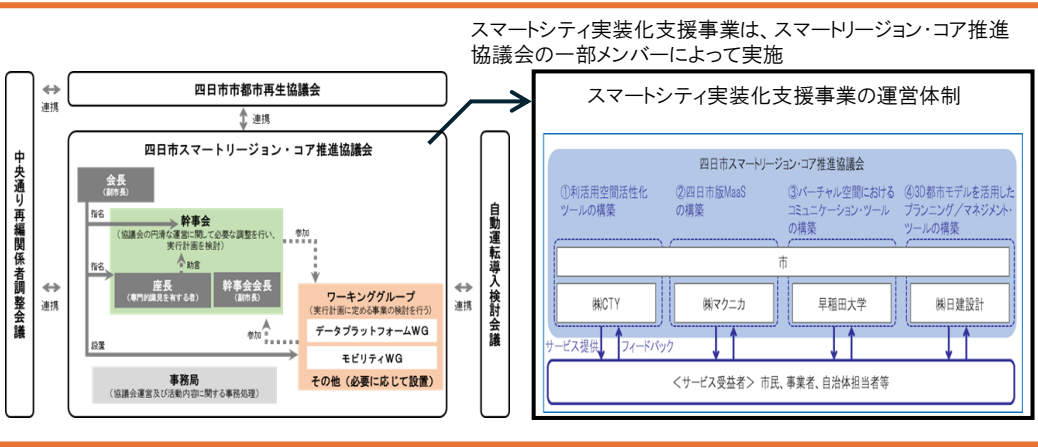 スマートシティ実装化支援事業は、スマートリージョン・コア推進
協議会の一部メンバーによって実施
中央通り再編関係者調整会議
連携
四日市市都市再生協議会
連携
四日市スマートリージョン・コア推進協議会
会長
（副市長）
指名
幹事会
（協議会の円滑な運営に関して必要な調整を行い、
実行計画を検討）
参加
指名
助言
座長
（専門的識見を有する者）
幹事会会長
（副市長）
連携
ワーキンググループ
（実行計画に定める事業の検討を行う）
データプラットフォームWG
参加
モビリティWG
設置
その他（必要に応じて設置）
事務局
（協議会運営及び活動内容に関する事務処理）
連携
自動運転導入検討会議
スマートシティ実装化支援事業の運営体制
四日市スマートリージョン・コア推進協議会
①利活用空間活性化
ツールの構築
②四日市版MaaS
の構築
③バーチャル空間における
コミュニケーション・ツール
の構築
④3D都市モデルを活用した
プランニング／マネジメント・
ツールの構築
市
㈱CTY
㈱マクニカ
早稲田大学
㈱日建設計
サービス提供
フィードバック
＜サービス受益者＞ 市民、事業者、自治体担当者等